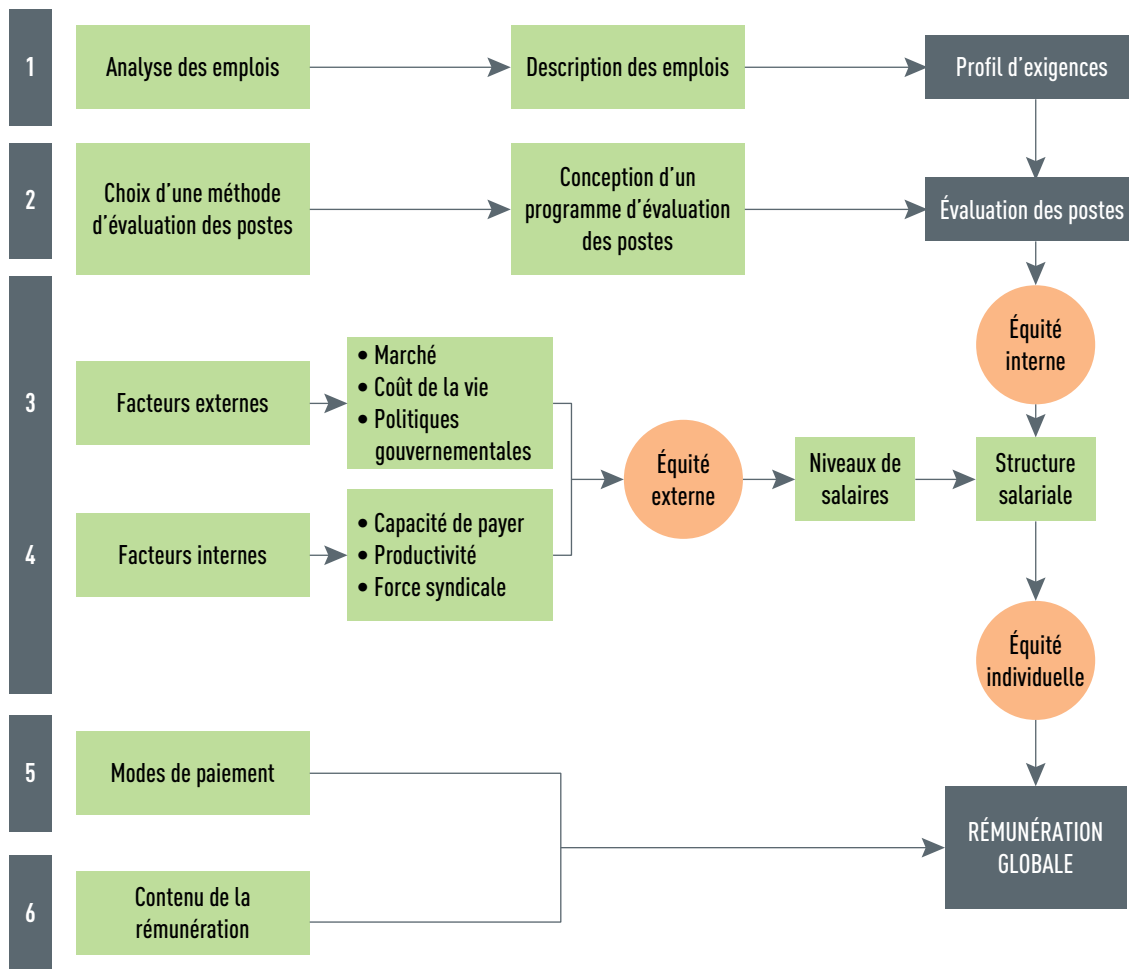 1
Analyse des emplois
Description des emplois
Profil d’exigences
2
Choix d’une méthode
d’évaluation des postes
Conception d’un
programme d’évaluation
des postes
Évaluation des postes
Équité
interne
3
Facteurs externes
• Marché
• Coût de la vie
• Politiques
gouvernementales
Équité
externe
Niveaux de
salaires
Structure
salariale
4
Facteurs internes
• Capacité de payer
• Productivité
• Force syndicale
Équité
individuelle
5
Modes de paiement
RÉMUNÉRATION
GLOBALE
6
Contenu de la
rémunération